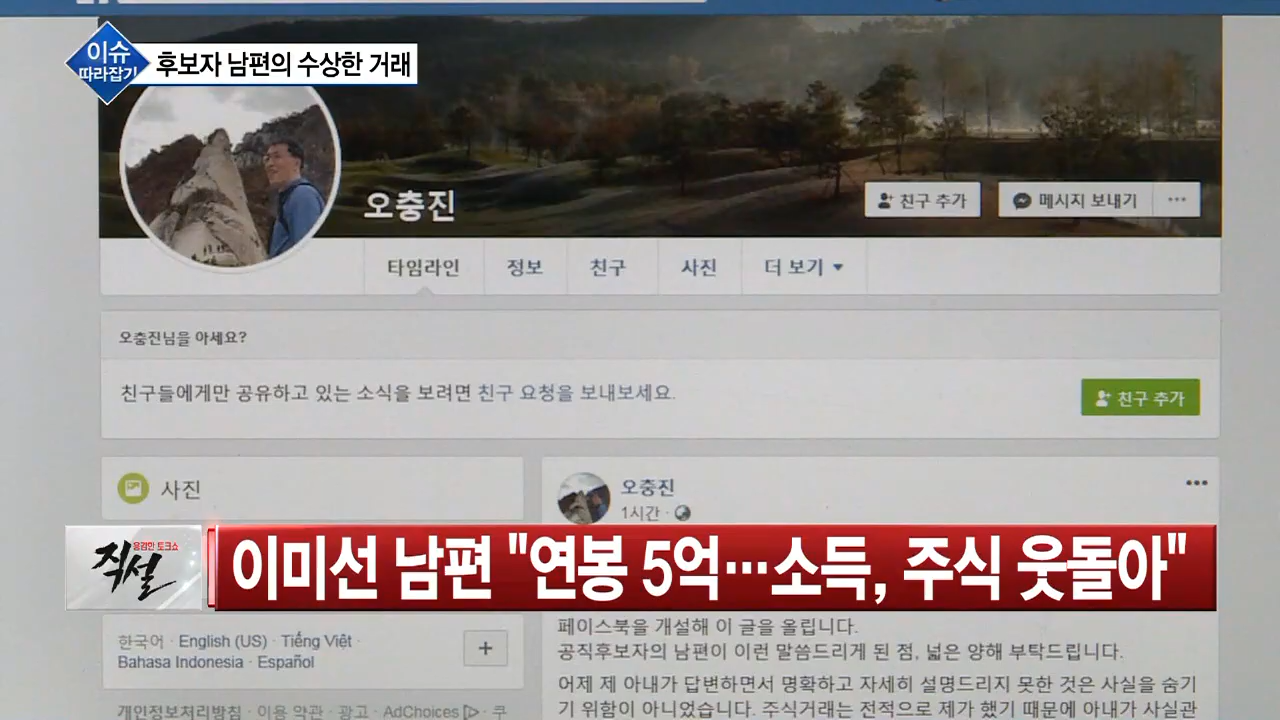 이슈
따라잡기
후보자 남편의 수상한 거래
오충진
친구 추가
메시지 보내기
타임라인
정보
친구
사진
더 보기
오충진님을 아세요?
친구들에게만 공유하고 있는 소식을 보려면 친구 요청을 보내보세요.
친구 추가
사진
오충진
1시간 ·
용감한 토크쇼
직설
이미선 남편 "연봉 5억…소득, 주식 웃돌아"
한국어 · English (US) · Tiếng Việt ·
Bahasa Indonesia · Español
개인정보처리방침 · 이용 약관 · 광고 · AdChoices · 쿠
페이스북을 개설해 이 글을 올립니다.
공직후보자의 남편이 이런 말씀드리게 된 점, 넓은 양해 부탁드립니다.
어제 제 아내가 답변하면서 명확하고 자세히 설명드리지 못한 것은 사실을 숨기
기 위함이 아니었습니다. 주식거래는 전적으로 제가 했기 때문에 아내가 사실관